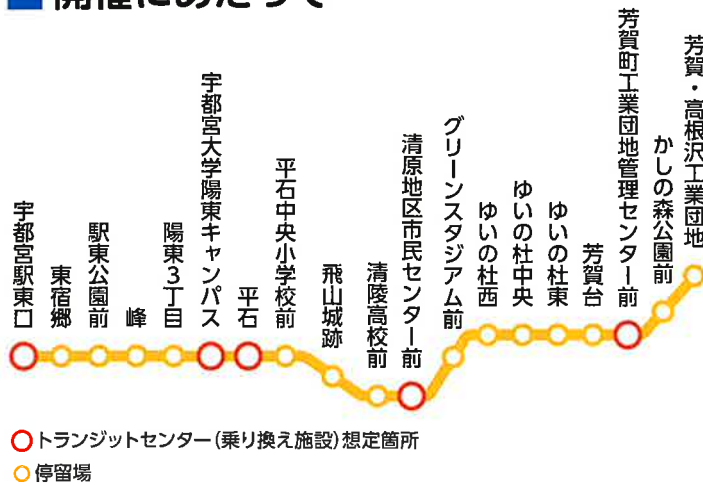 開催にあたって
宇都宮駅東口
東宿郷
駅東公園前
峰
陽東3丁目
宇都宮大学陽東キャンパス
平石
平石中央小学校前
飛山城跡
清陵高校前
清原地区市民センター前
グリーンスタジアム前
ゆいの杜西
ゆいの杜中央
ゆいの杜東
芳賀台
芳賀町工業団地管理センター前
かしの森公園前
芳賀・高根沢工業団地
トランジットセンター(乗り換え施設)想定箇所
停留場